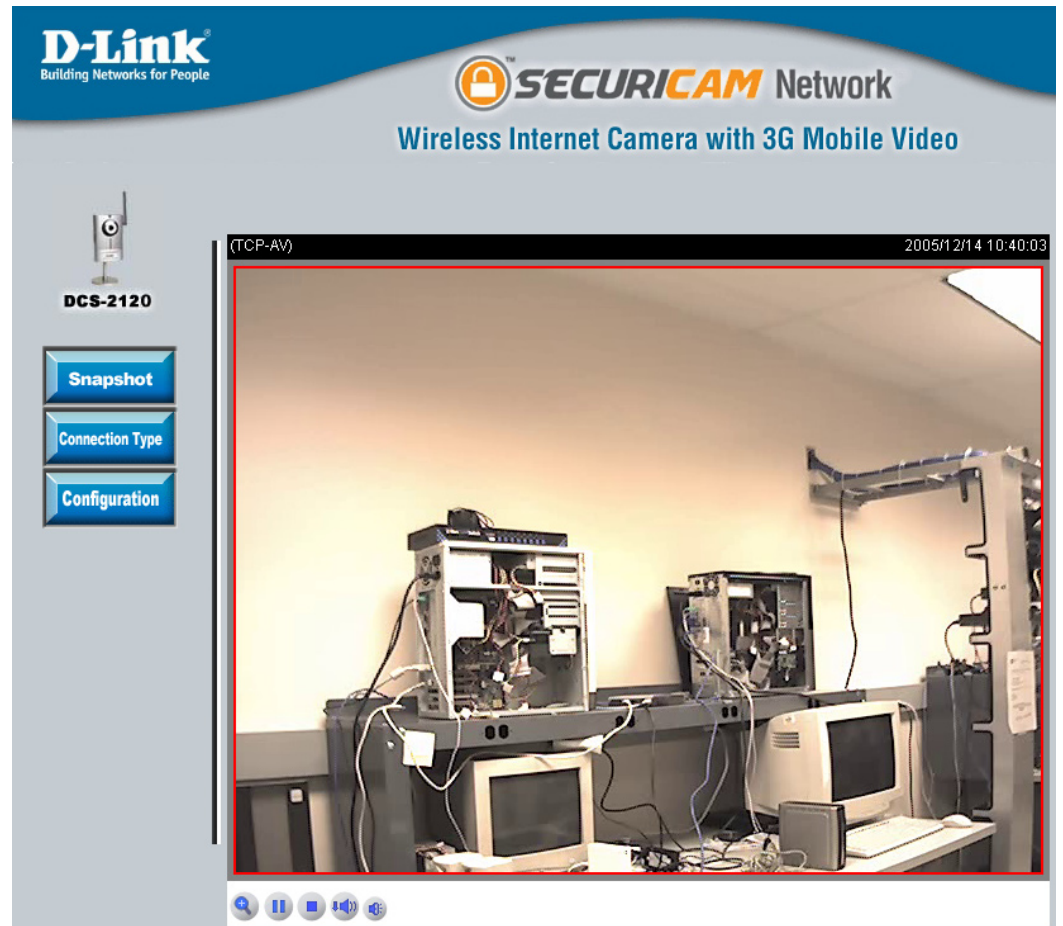 D-Link®
Building Networks for People
SECURICAM™ Network
Wireless Internet Camera with 3G Mobile Video
DCS-2120
(TCP-AV)
2005/12/14 10:40:03
Snapshot
Connection Type
Configuration